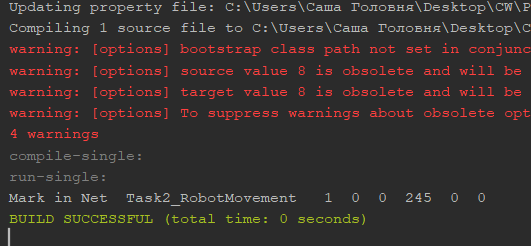 Updating property file: C:\Users\Саша Головня\Desktop\CW\P
Compiling 1 source file to C:\Users\Саша Головня\Desktop\C
warning: [options] bootstrap class path not set in conjunc
warning: [options] source value 8 is obsolete and will be
warning: [options] target value 8 is obsolete and will be
warning: [options] To suppress warnings about obsolete opt
4 warnings
compile-single:
run-single:
Mark in Net  Task2_RobotMovement   1  0  0  245  0  0
BUILD SUCCESSFUL (total time: 0 seconds)